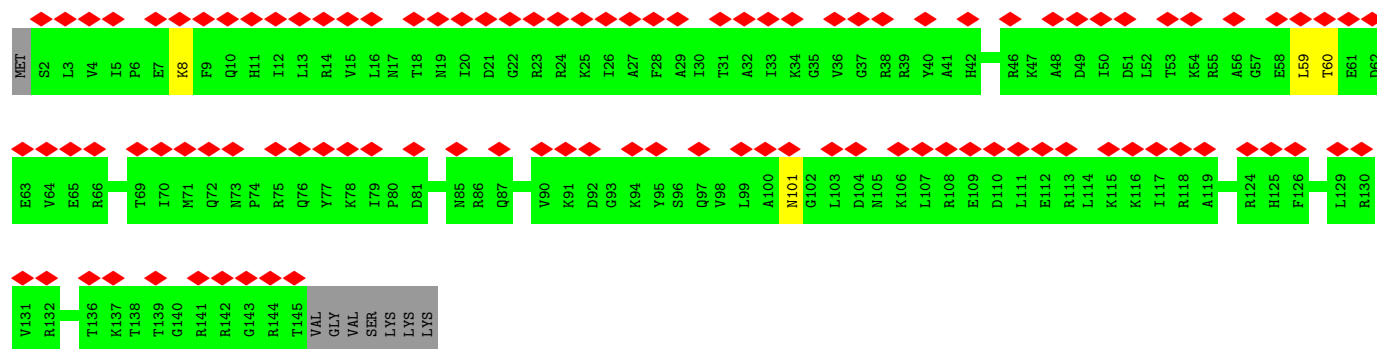 MET S2 L3 V4 I5 P6 E7 K8 F9 Q10 H11 I12 L13 R14 V15 L16 N17 T18 N19 I20 D21 G22 R23 R24 K25 I26 A27 F28 A29 I30 T31 A32 I33 K34 G35 V36 G37 R38 R39 Y40 A41 H42 R46 K47 A48 D49 I50 D51 L52 T53 K54 R55 A56 G57 E58 L59 T60 E61 D62
E63 V64 E65 R66 T69 I70 M71 Q72 N73 P74 R75 Q76 Y77 K78 I79 P80 D81 N85 R86 Q87 V90 K91 D92 G93 K94 Y95 S96 Q97 V98 L99 A100 N101 G102 L103 D104 N105 K106 L107 R108 E109 D110 L111 E112 R113 L114 K115 K116 I117 R118 A119 R124 H125 F126 L129 R130
V131 R132 T136 K137 T138 T139 G140 R141 R142 G143 R144 T145 VAL GLY VAL SER LYS LYS LYS